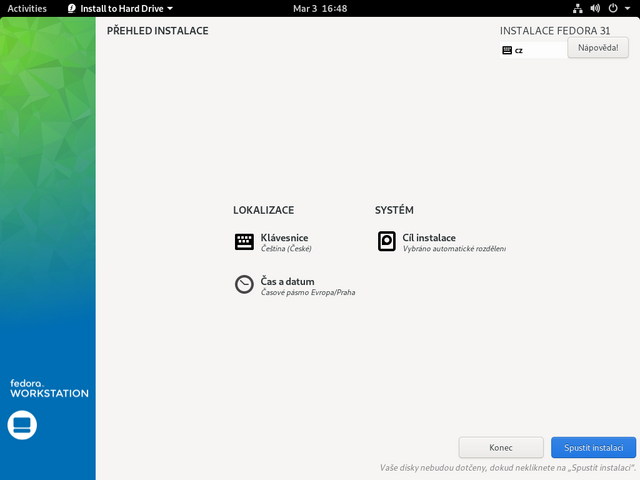 Activities
Install to Hard Drive
Mar 3 16:48
PŘEHLED INSTALACE
INSTALACE FEDORA 31
cz
Nápověda!
LOKALIZACE
SYSTÉM
Klávesnice
Čeština (České)
Cíl instalace
Vybráno automatické rozdělení
Čas a datum
Časové pásmo Evropa/Praha
fedora
WORKSTATION
Konec
Spustit instalaci
Vaše disky nebudou dotčeny, dokud nekliknete na „Spustit instalaci“.